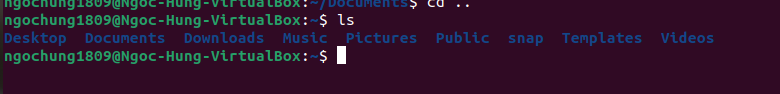 ngochung1809@Ngoc-Hung-VirtualBox:~/Documents$ cd ..
ngochung1809@Ngoc-Hung-VirtualBox:~$ ls
Desktop  Documents  Downloads  Music  Pictures  Public  snap  Templates  Videos
ngochung1809@Ngoc-Hung-VirtualBox:~$